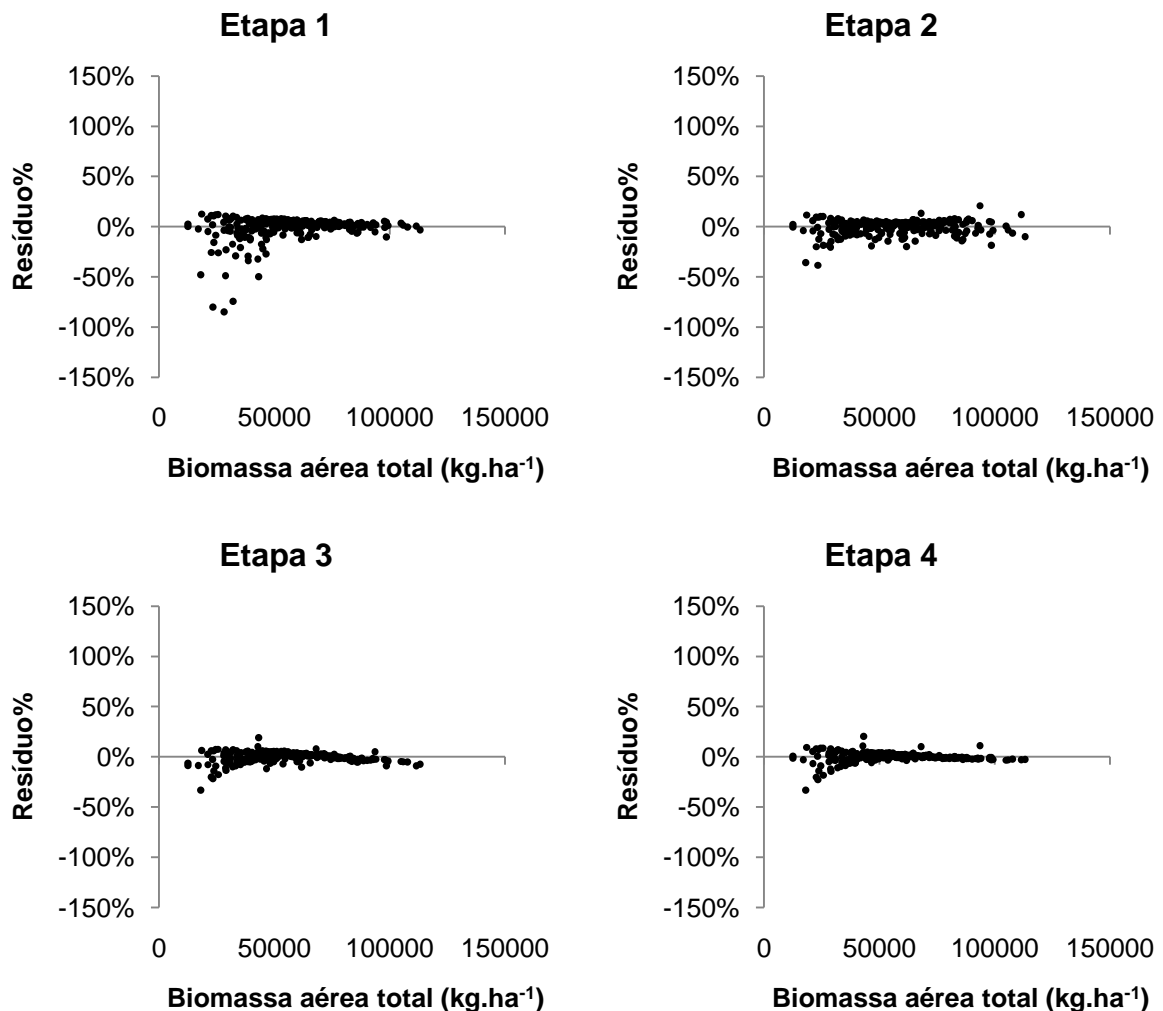 Etapa 1
150%
100%
50%
0%
-50%
-100%
-150%
Resíduo%
0 50000 100000 150000
Biomassa aérea total (kg.ha⁻¹)
Etapa 2
150%
100%
50%
0%
-50%
-100%
-150%
Resíduo%
0 50000 100000 150000
Biomassa aérea total (kg.ha⁻¹)
Etapa 3
150%
100%
50%
0%
-50%
-100%
-150%
Resíduo%
0 50000 100000 150000
Biomassa aérea total (kg.ha⁻¹)
Etapa 4
150%
100%
50%
0%
-50%
-100%
-150%
Resíduo%
0 50000 100000 150000
Biomassa aérea total (kg.ha⁻¹)